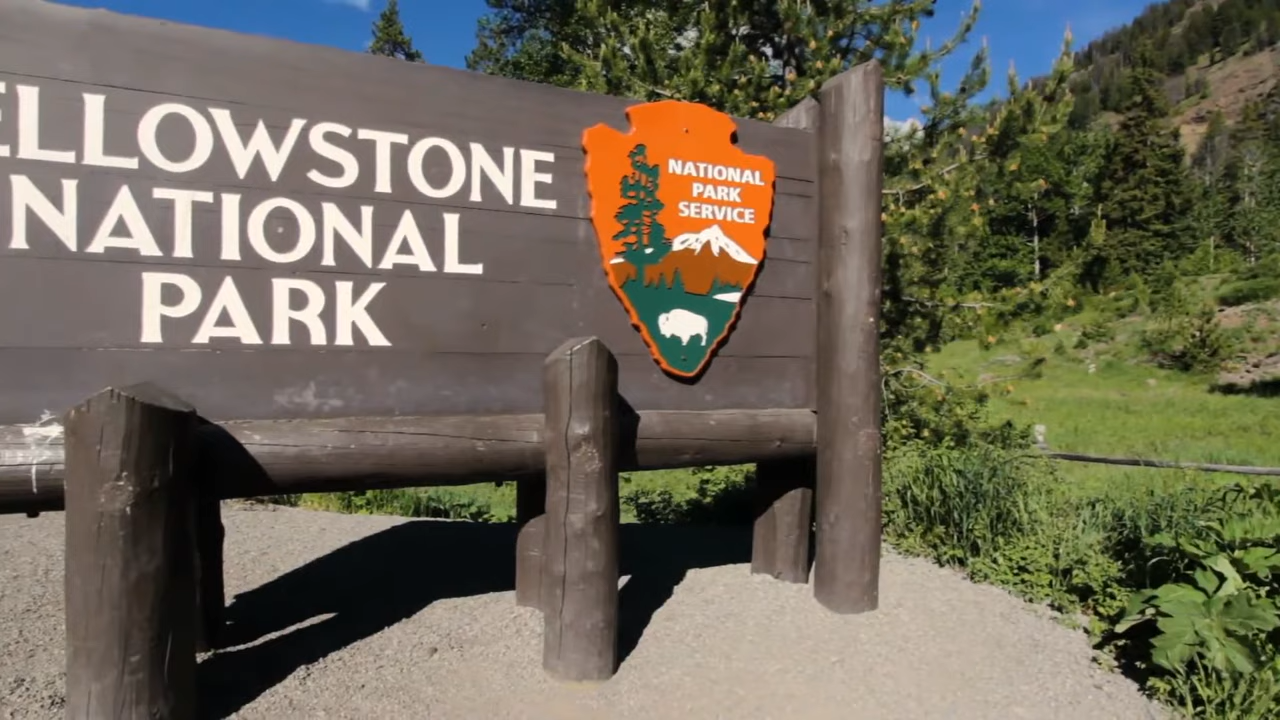 ELLOWSTONE
NATIONAL
PARK
NATIONAL
PARK
SERVICE